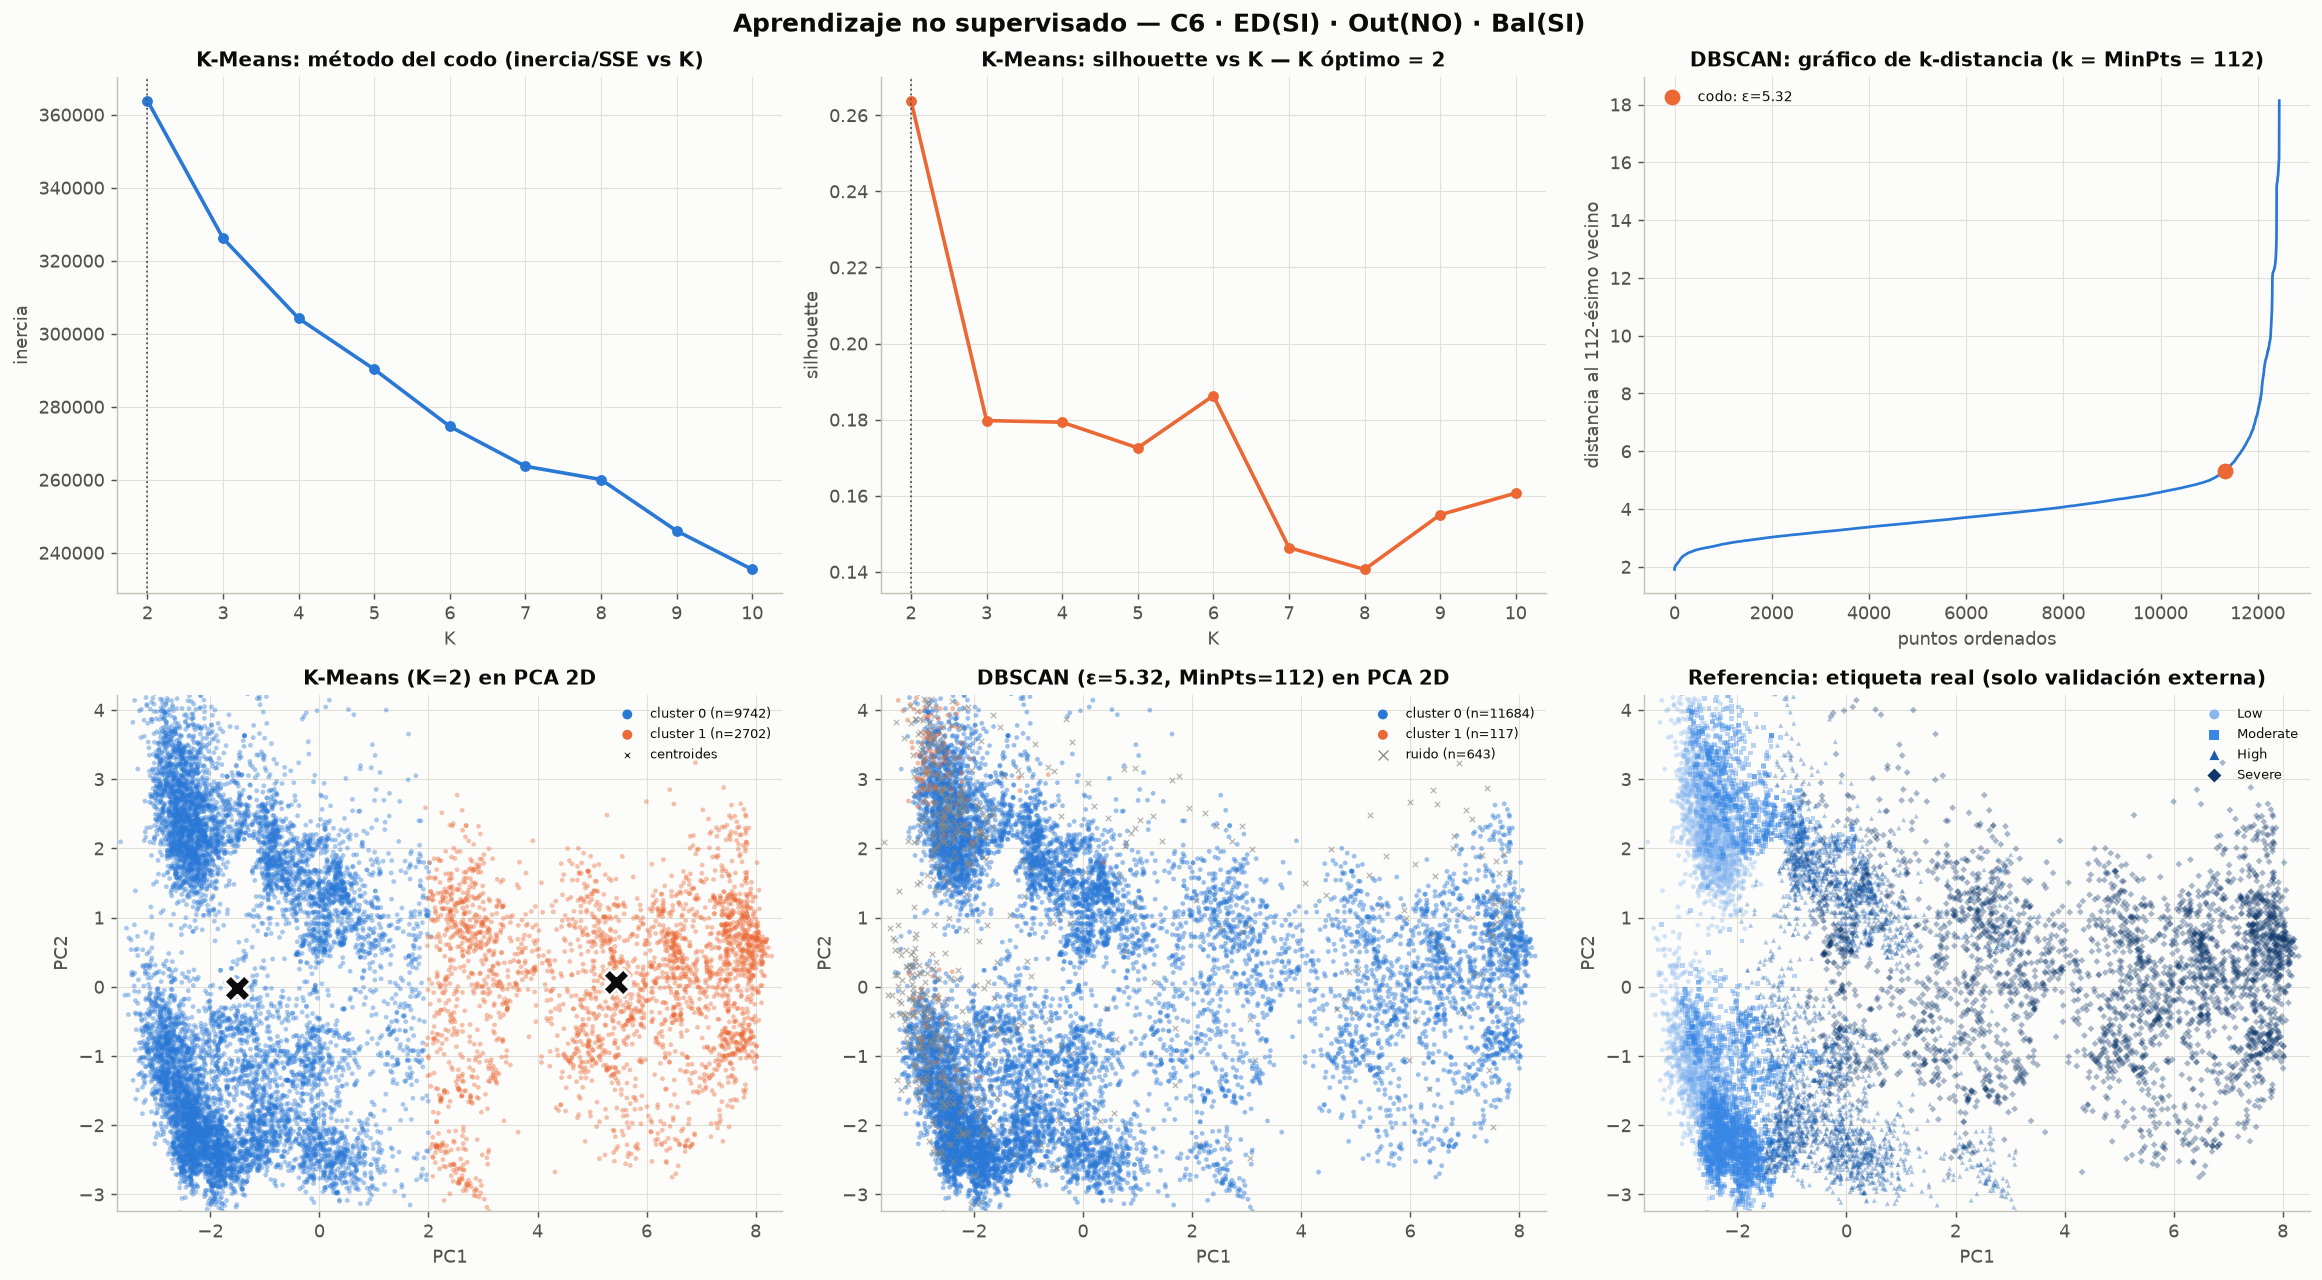 Aprendizaje no supervisado — C6 · ED(SI) · Out(NO) · Bal(SI)
K-Means: método del codo (inercia/SSE vs K)
360000
340000
320000
300000
280000
260000
240000
inercia
2 3 4 5 6 7 8 9 10
K
K-Means: silhouette vs K — K óptimo = 2
0.26
0.24
0.22
0.20
0.18
0.16
0.14
silhouette
2 3 4 5 6 7 8 9 10
K
DBSCAN: gráfico de k-distancia (k = MinPts = 112)
codo: ε=5.32
18
16
14
12
10
8
6
4
2
distancia al 112-ésimo vecino
0 2000 4000 6000 8000 10000 12000
puntos ordenados
K-Means (K=2) en PCA 2D
cluster 0 (n=9742)
cluster 1 (n=2702)
centroides
4
3
2
1
0
−1
−2
−3
PC2
−2 0 2 4 6 8
PC1
DBSCAN (ε=5.32, MinPts=112) en PCA 2D
cluster 0 (n=11684)
cluster 1 (n=117)
ruido (n=643)
4
3
2
1
0
−1
−2
−3
PC2
−2 0 2 4 6 8
PC1
Referencia: etiqueta real (solo validación externa)
Low
Moderate
High
Severe
4
3
2
1
0
−1
−2
−3
PC2
−2 0 2 4 6 8
PC1